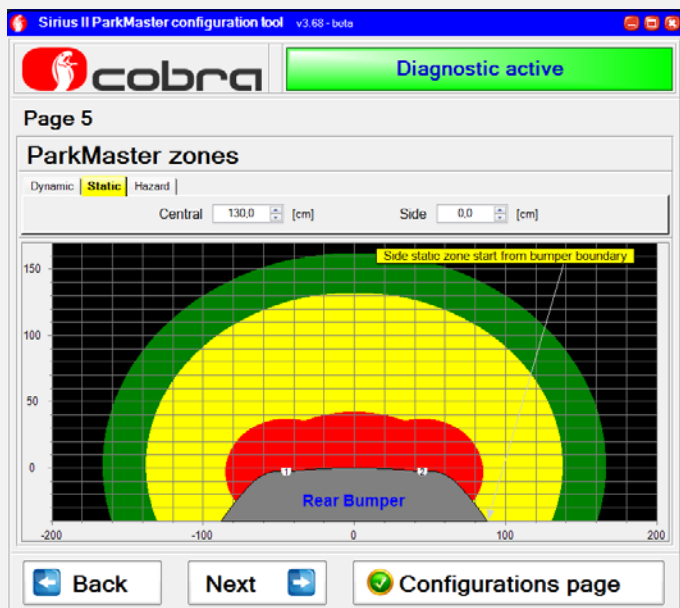 Sirius II ParkMaster configuration tool v3.68 - beta
cobra
Diagnostic active
Page 5
ParkMaster zones
Dynamic Static Hazard
Central 130,0 [cm] Side 0,0 [cm]
Side static zone start from bumper boundary
150
100
50
0
1 2
Rear Bumper
-200 -100 0 100 200
Back Next Configurations page